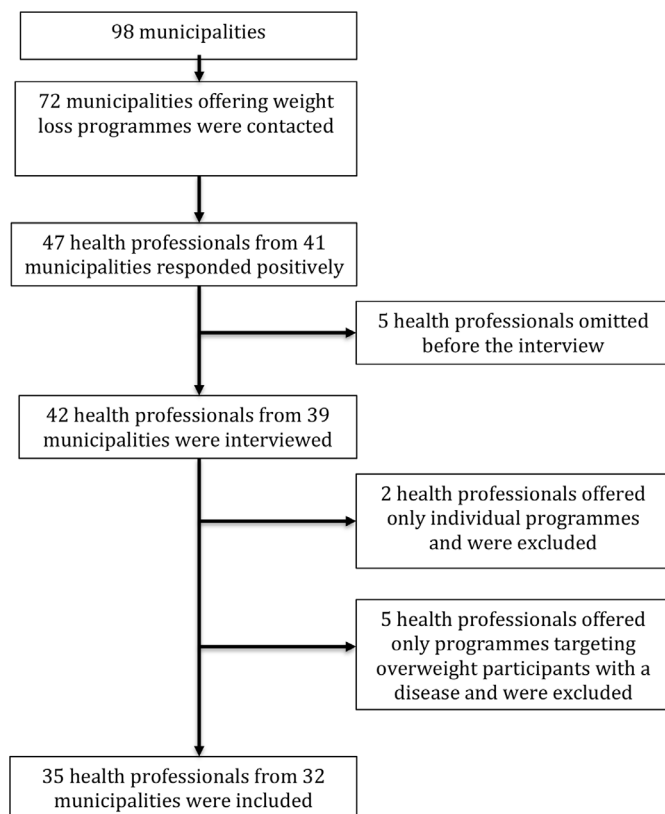 98 municipalities
72 municipalities offering weight
loss programmes were contacted
47 health professionals from 41
municipalities responded positively
5 health professionals omitted
before the interview
42 health professionals from 39
municipalities were interviewed
2 health professionals offered
only individual programmes
and were excluded
5 health professionals offered
only programmes targeting
overweight participants with a
disease and were excluded
35 health professionals from 32
municipalities were included